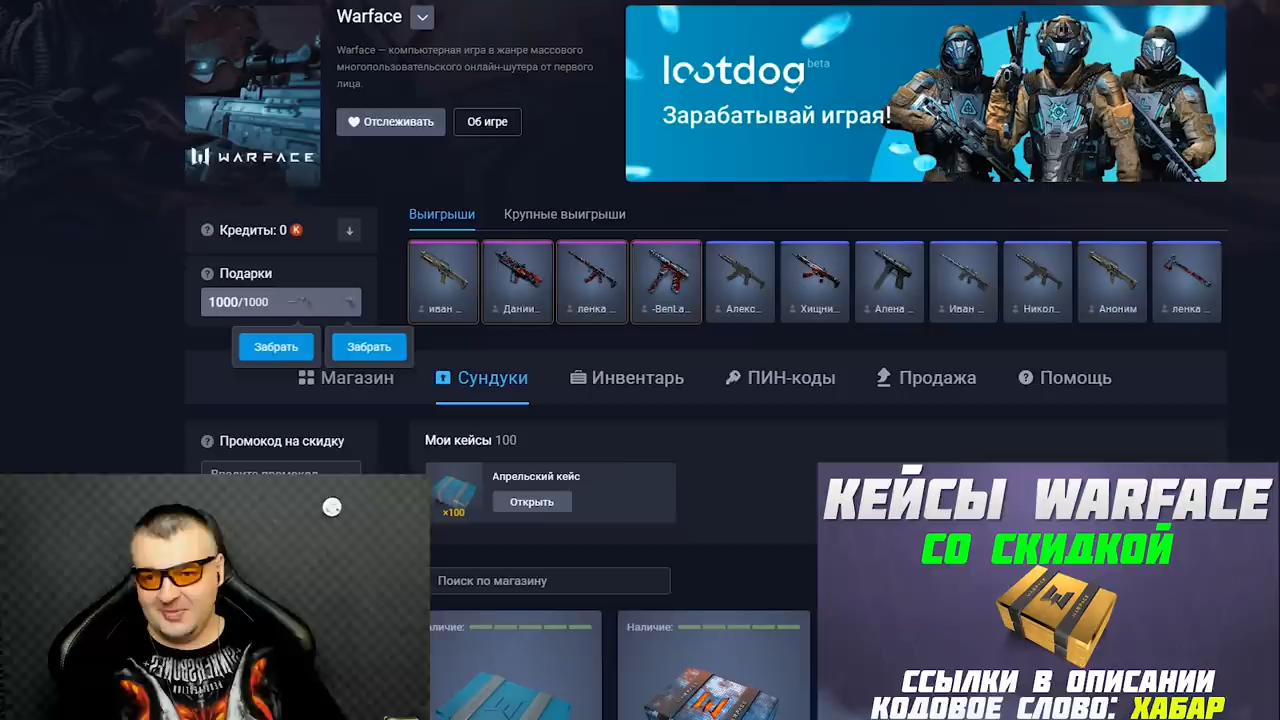 Warface
Warface — компьютерная игра в жанре массового
многопользовательского онлайн-шутера от первого
лица.
Отслеживать
Об игре
WARFACE
lootdog beta
Зарабатывай играя!
Кредиты: 0 К
Подарки
1000/1000
Забрать
Забрать
Выигрыши
Крупные выигрыши
иван ...
Дании...
ленка ...
-BenLa...
Алекс...
Хищни...
Алена ...
Иван ...
Никол...
Аноним
ленка ...
Магазин
Сундуки
Инвентарь
ПИН-коды
Продажа
Помощь
Промокод на скидку
Введите промокод
Мои кейсы 100
Апрельский кейс
×100
Открыть
Поиск по магазину
аличие:
Наличие:
КЕЙСЫ WARFACE
СО СКИДКОЙ
ССЫЛКИ В ОПИСАНИИ
КОДОВОЕ СЛОВО: ХАБАР